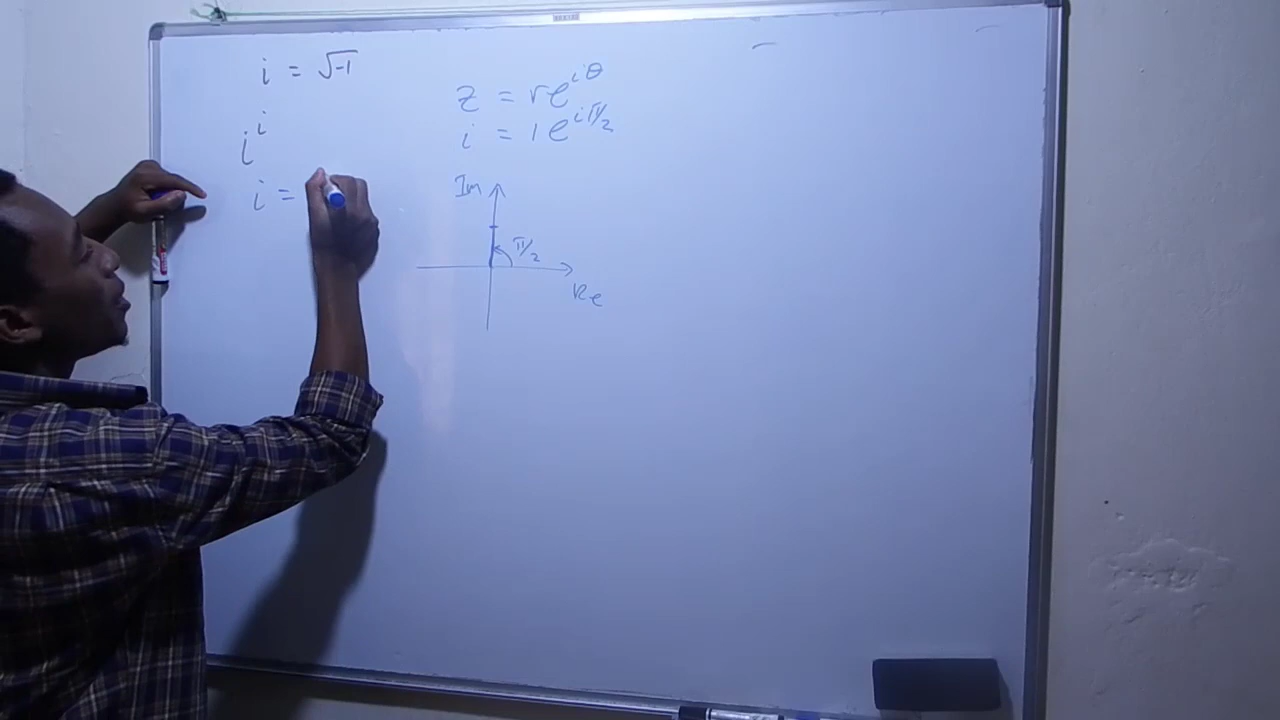 i = √-1
i^i
i =
z = re^{iθ}
i = 1e^{iπ/2}
Im
π/2
Re